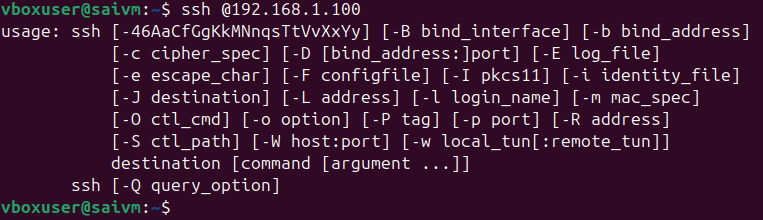 vboxuser@saivm:~$ ssh @192.168.1.100
usage: ssh [-46AaCfGgKkMNnqsTtVvXxYy] [-B bind_interface] [-b bind_address]
           [-c cipher_spec] [-D [bind_address:]port] [-E log_file]
           [-e escape_char] [-F configfile] [-I pkcs11] [-i identity_file]
           [-J destination] [-L address] [-l login_name] [-m mac_spec]
           [-O ctl_cmd] [-o option] [-P tag] [-p port] [-R address]
           [-S ctl_path] [-W host:port] [-w local_tun[:remote_tun]]
           destination [command [argument ...]]
       ssh [-Q query_option]
vboxuser@saivm:~$